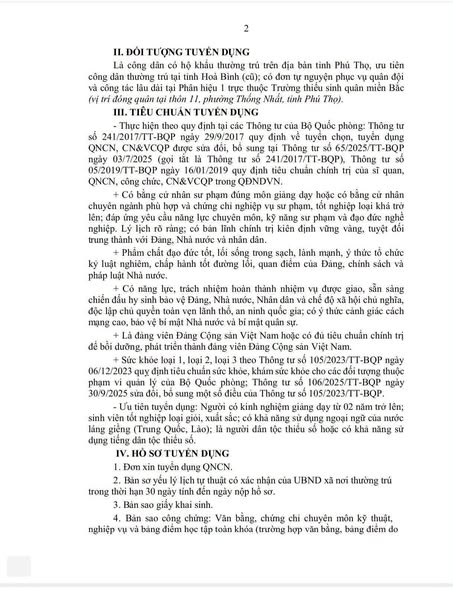 2
II. ĐỐI TƯỢNG TUYỂN DỤNG
Là công dân có hộ khẩu thường trú trên địa bàn tỉnh Phú Thọ, ưu tiên
công dân thường trú tại tỉnh Hoà Bình (cũ); có đơn tự nguyện phục vụ quân đội
và công tác lâu dài tại Phân hiệu 1 trực thuộc Trường thiếu sinh quân miền Bắc
(vị trí đóng quân tại thôn 11, phường Thống Nhất, tỉnh Phú Thọ).
III. TIÊU CHUẨN TUYỂN DỤNG
- Thực hiện theo quy định tại các Thông tư của Bộ Quốc phòng: Thông tư
số 241/2017/TT-BQP ngày 29/9/2017 quy định về tuyển chọn, tuyển dụng
QNCN, CN&VCQP được sửa đổi, bổ sung tại Thông tư số 65/2025/TT-BQP
ngày 03/7/2025 (gọi tắt là Thông tư số 241/2017/TT-BQP), Thông tư số
05/2019/TT-BQP ngày 16/01/2019 quy định tiêu chuẩn chính trị của sĩ quan,
QNCN, công chức, CN&VCQP trong QĐNDVN.
+ Có bằng cử nhân sư phạm đúng môn giảng dạy hoặc có bằng cử nhân
chuyên ngành phù hợp và chứng chỉ nghiệp vụ sư phạm, tốt nghiệp loại khá trở
lên; đáp ứng yêu cầu năng lực chuyên môn, kỹ năng sư phạm và đạo đức nghề
nghiệp. Lý lịch rõ ràng; có bản lĩnh chính trị kiên định vững vàng, tuyệt đối
trung thành với Đảng, Nhà nước và nhân dân.
+ Phẩm chất đạo đức tốt, lối sống trong sạch, lành mạnh, ý thức tổ chức
kỷ luật nghiêm, chấp hành tốt đường lối, quan điểm của Đảng, chính sách và
pháp luật Nhà nước.
+ Có năng lực, trách nhiệm hoàn thành nhiệm vụ được giao, sẵn sàng
chiến đấu hy sinh bảo vệ Đảng, Nhà nước, Nhân dân và chế độ xã hội chủ nghĩa,
độc lập chủ quyền toàn vẹn lãnh thổ, an ninh quốc gia; có ý thức cảnh giác cách
mạng cao, bảo vệ bí mật Nhà nước và bí mật quân sự.
+ Là đảng viên Đảng Cộng sản Việt Nam hoặc có đủ tiêu chuẩn chính trị
để bồi dưỡng, phát triển thành đảng viên Đảng Cộng sản Việt Nam.
+ Sức khỏe loại 1, loại 2, loại 3 theo Thông tư số 105/2023/TT-BQP ngày
06/12/2023 quy định tiêu chuẩn sức khỏe, khám sức khỏe cho các đối tượng thuộc
phạm vi quản lý của Bộ Quốc phòng; Thông tư số 106/2025/TT-BQP ngày
30/9/2025 sửa đổi, bổ sung một số điều của Thông tư số 105/2023/TT-BQP.
- Ưu tiên tuyển dụng: Người có kinh nghiệm giảng dạy từ 02 năm trở lên;
sinh viên tốt nghiệp loại giỏi, xuất sắc; có khả năng sử dụng ngoại ngữ của nước
láng giềng (Trung Quốc, Lào); là người dân tộc thiểu số hoặc có khả năng sử
dụng tiếng dân tộc thiểu số.
IV. HỒ SƠ TUYỂN DỤNG
1. Đơn xin tuyển dụng QNCN.
2. Bản sơ yếu lý lịch tự thuật có xác nhận của UBND xã nơi thường trú
trong thời hạn 30 ngày tính đến ngày nộp hồ sơ.
3. Bản sao giấy khai sinh.
4. Bản sao công chứng: Văn bằng, chứng chỉ chuyên môn kỹ thuật,
nghiệp vụ và bảng điểm học tập toàn khóa (trường hợp văn bằng, bảng điểm do